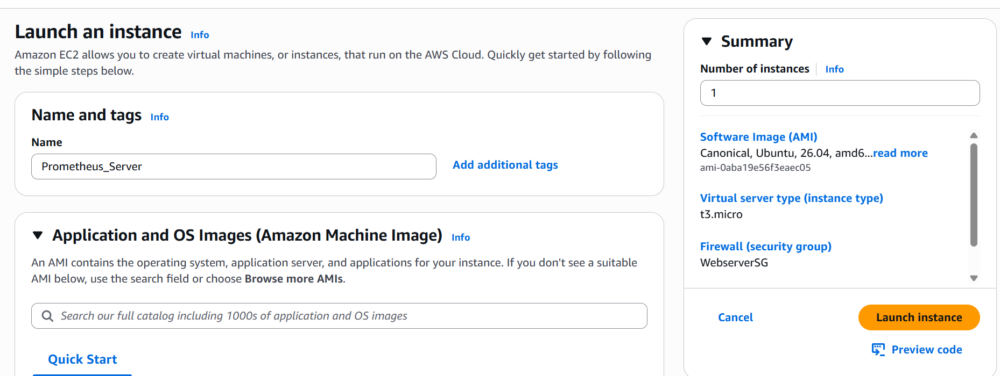 Launch an instance Info
Amazon EC2 allows you to create virtual machines, or instances, that run on the AWS Cloud. Quickly get started by following
the simple steps below.
Name and tags Info
Name
Prometheus_Server
Add additional tags
Application and OS Images (Amazon Machine Image) Info
An AMI contains the operating system, application server, and applications for your instance. If you don't see a suitable
AMI below, use the search field or choose Browse more AMIs.
Search our full catalog including 1000s of application and OS images
Quick Start
Summary
Number of instances Info
1
Software Image (AMI)
Canonical, Ubuntu, 26.04, amd6...read more
ami-0aba19e56f3eaec05
Virtual server type (instance type)
t3.micro
Firewall (security group)
WebserverSG
Cancel
Launch instance
Preview code